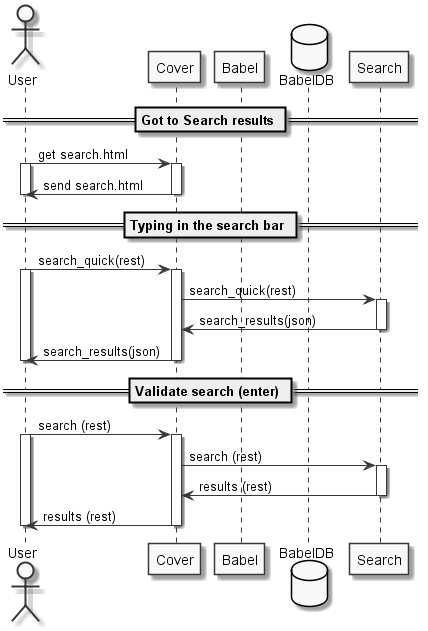 User
Cover
Babel
BabelDB
Search
Got to Search results
get search.html
send search.html
Typing in the search bar
search_quick(rest)
search_quick(rest)
search_results(json)
search_results(json)
Validate search (enter)
search (rest)
search (rest)
results (rest)
results (rest)
User
Cover
Babel
BabelDB
Search